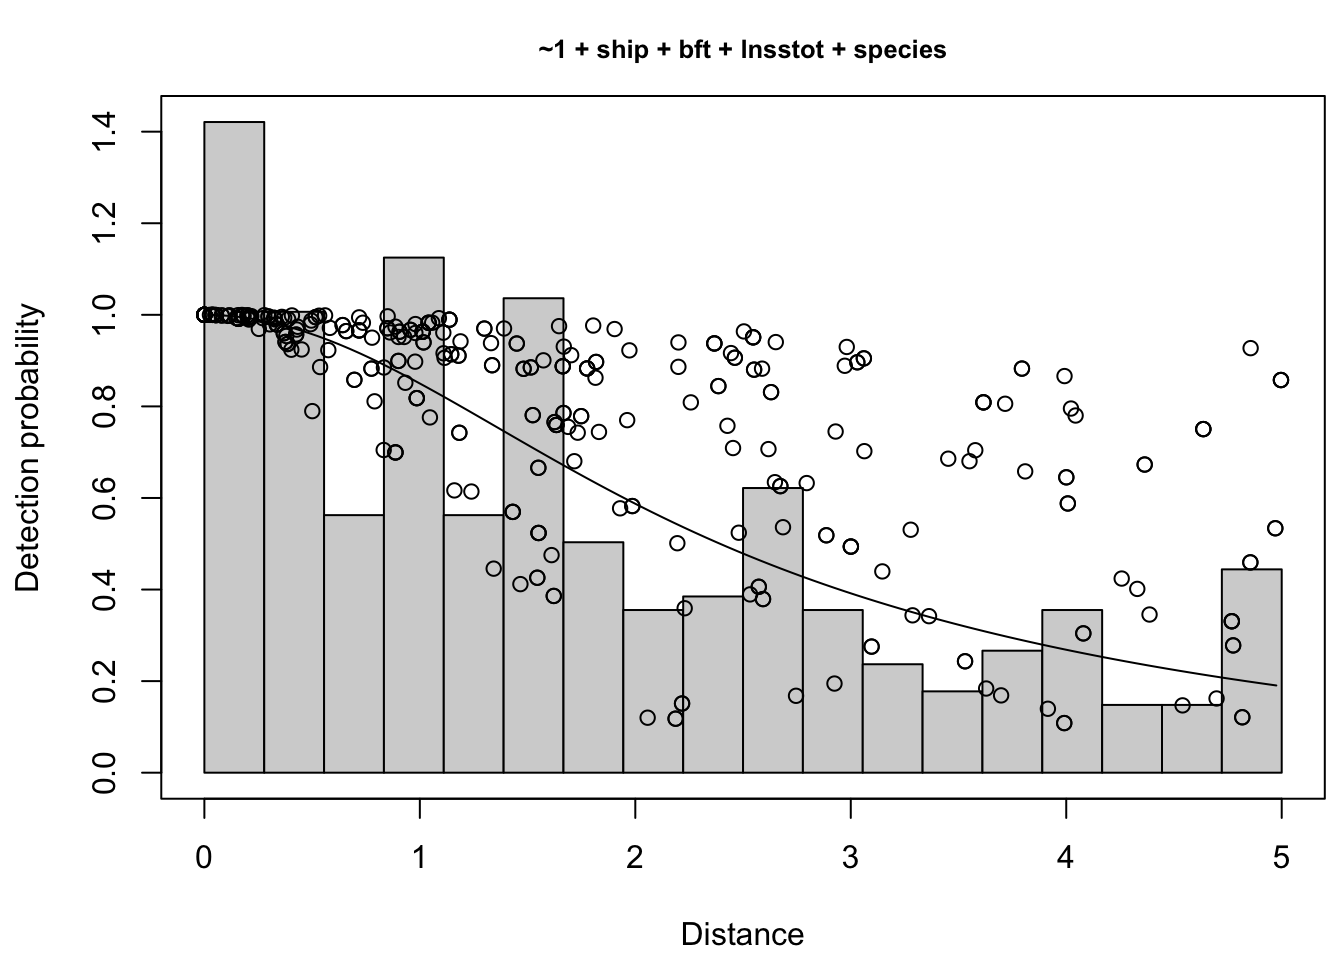 ~1 + ship + bft + lnsstot + species
Detection probability
1.4
1.2
1.0
0.8
0.6
0.4
0.2
0.0
0 1 2 3 4 5
Distance